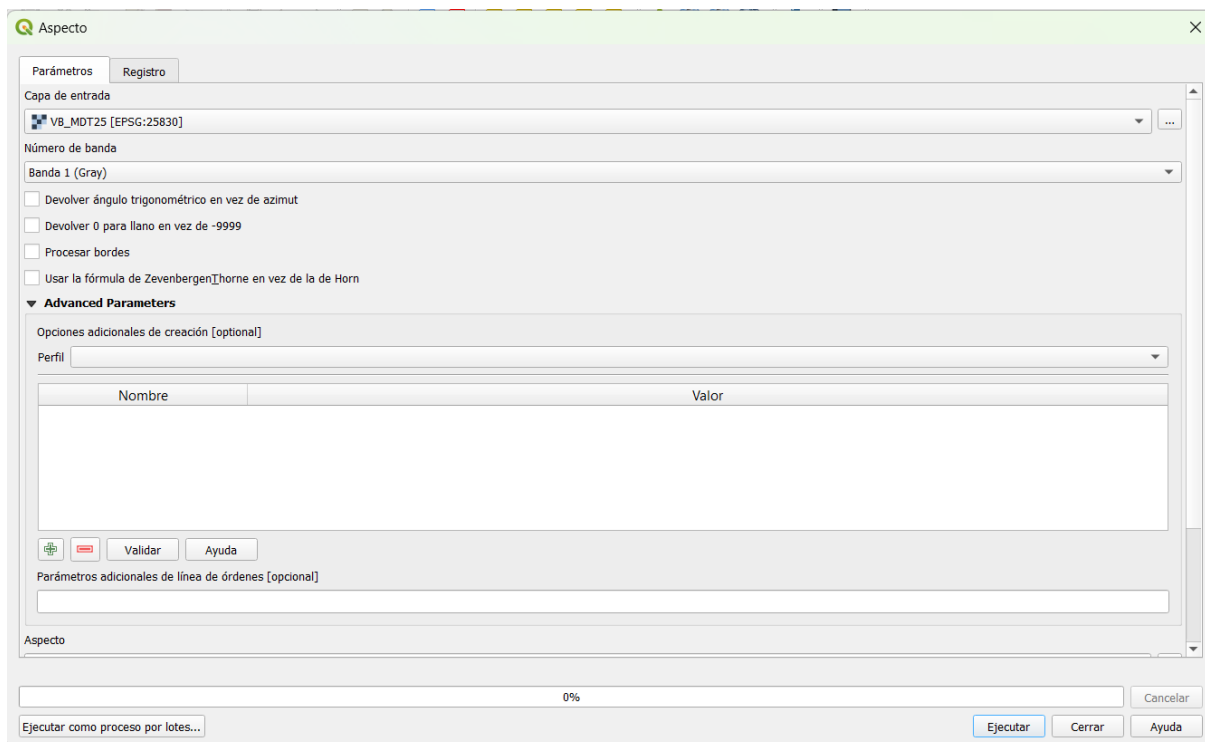 Aspecto
Parámetros Registro
Capa de entrada
VB_MDT25 [EPSG:25830] ...
Número de banda
Banda 1 (Gray)
Devolver ángulo trigonométrico en vez de azimut
Devolver 0 para llano en vez de -9999
Procesar bordes
Usar la fórmula de ZevenbergenThorne en vez de la de Horn
Advanced Parameters
Opciones adicionales de creación [optional]
Perfil
Nombre Valor
Validar Ayuda
Parámetros adicionales de línea de órdenes [opcional]
Aspecto
0% Cancelar
Ejecutar como proceso por lotes... Ejecutar Cerrar Ayuda